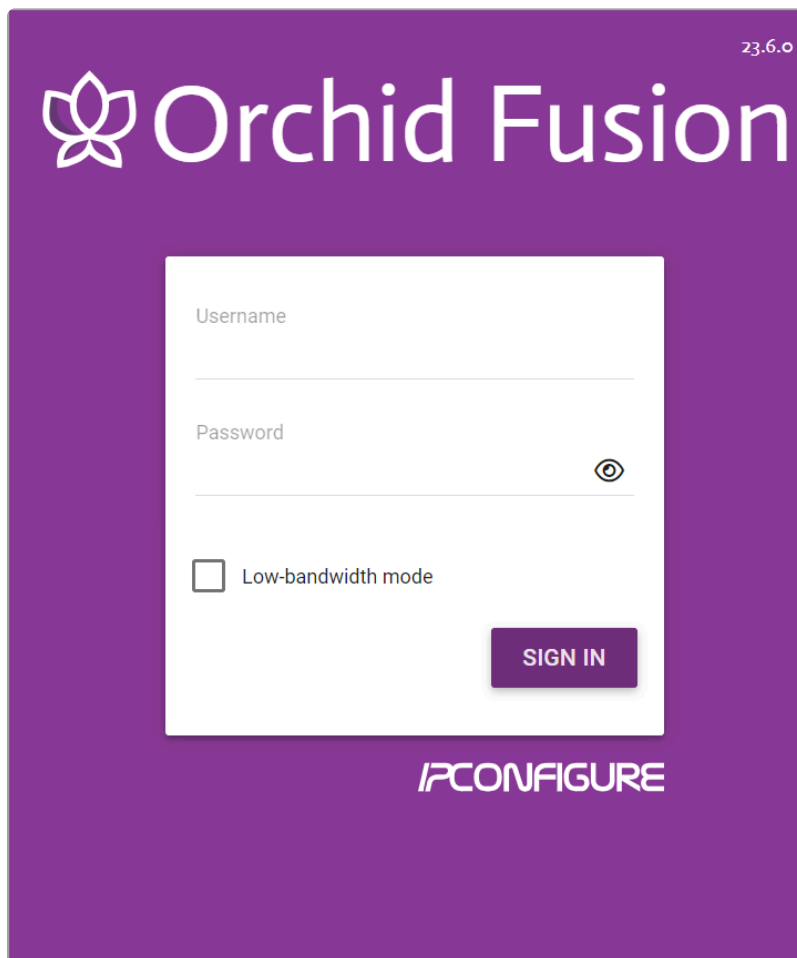 23.6.0
Orchid Fusion
Username
Password
Low-bandwidth mode
SIGN IN
IPCONFIGURE